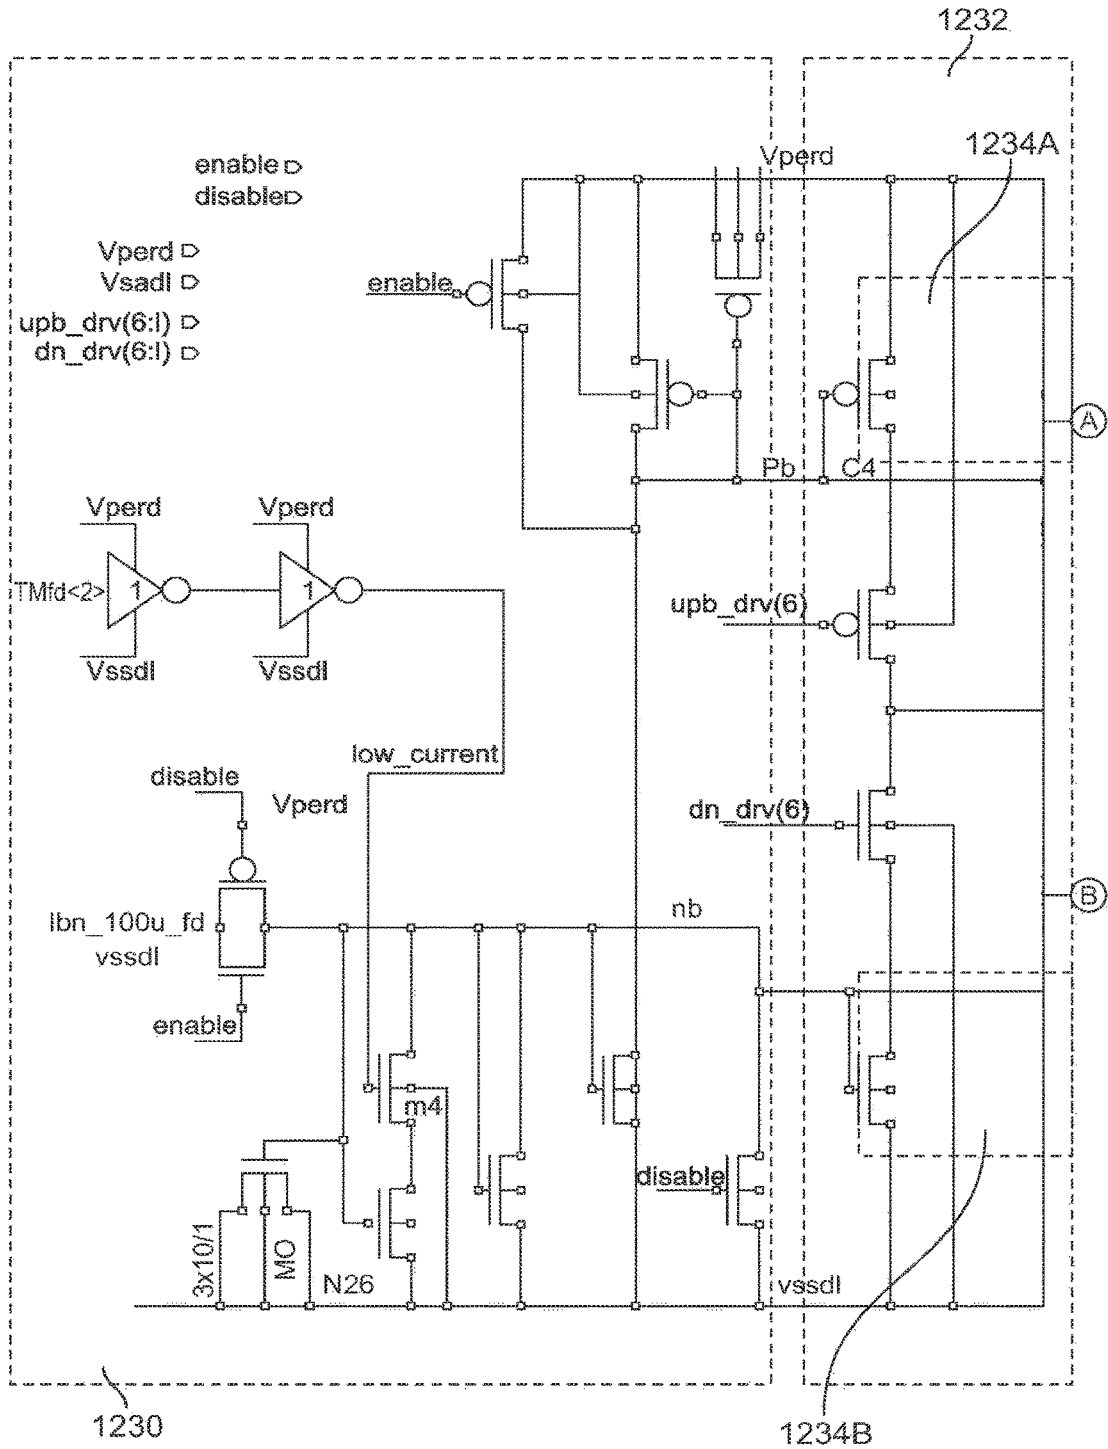 1232
1234A
Vperd
enable
disable
Vperd
Vsadl
upb_drv(6:l)
dn_drv(6:l)
enable
A
Pb
C4
Vperd
Vperd
TMfd<2>
1
1
upb_drv(6)
Vssdl
Vssdl
low_current
disable
Vperd
dn_drv(6)
B
lbn_100u_fd
nb
vssdl
enable
m4
disable
3x10/1
MO
N26
vssdl
1230
1234B